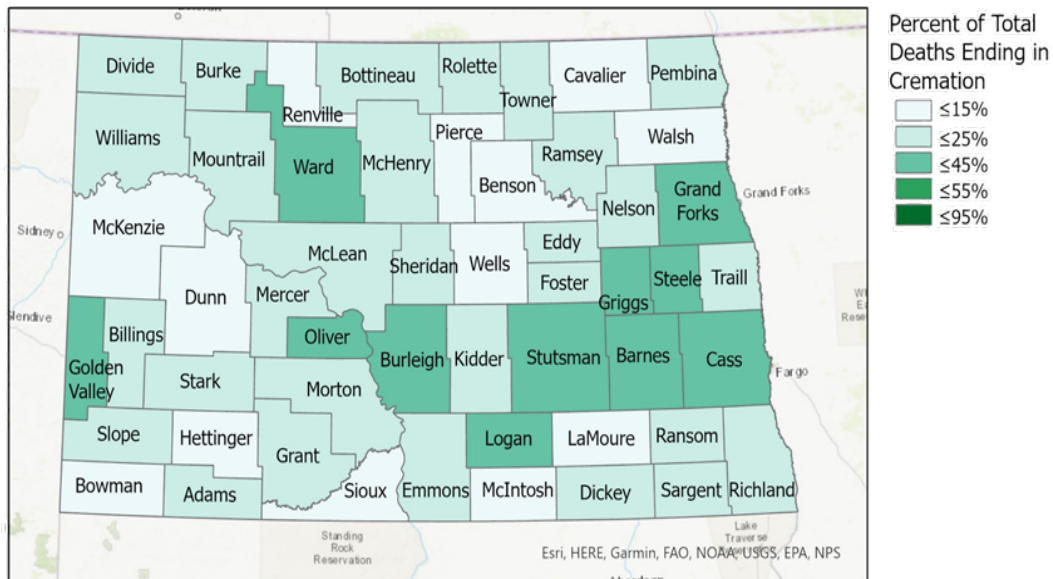 Percent of Total
Deaths Ending in
Cremation
≤15%
≤25%
≤45%
≤55%
≤95%
Divide
Burke
Renville
Bottineau
Rolette
Towner
Cavalier
Pembina
Williams
Mountrail
Ward
McHenry
Pierce
Benson
Ramsey
Walsh
Nelson
Grand
Forks
Grand Forks
McKenzie
Sidney
Dunn
McLean
Sheridan
Wells
Eddy
Foster
Griggs
Steele
Traill
Mercer
Oliver
Billings
Golden
Valley
Stark
Morton
Burleigh
Kidder
Stutsman
Barnes
Cass
Fargo
Slope
Hettinger
Grant
Logan
LaMoure
Ransom
Bowman
Adams
Sioux
Emmons
McIntosh
Dickey
Sargent
Richland
Standing
Rock
Reservation
Lake
Traverse
Esri, HERE, Garmin, FAO, NOAA, USGS, EPA, NPS